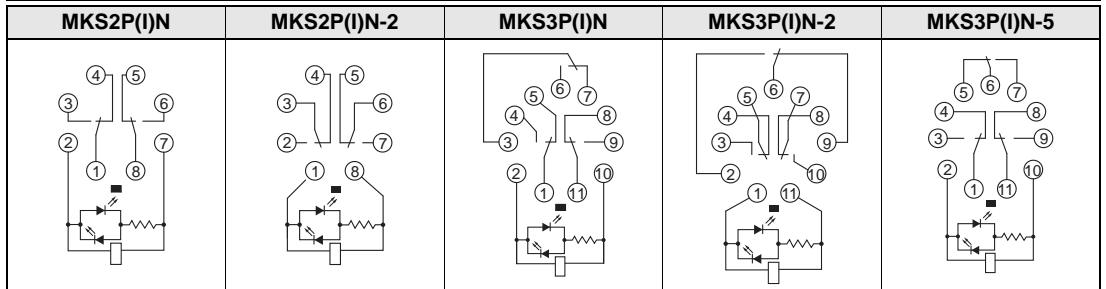 MKS2P(I)N MKS2P(I)N-2 MKS3P(I)N MKS3P(I)N-2 MKS3P(I)N-5
4 5 3 6 2 7 1 8
4 5 3 6 2 7 1 8
6 5 7 4 8 3 9 2 10 1 11
6 5 7 4 8 3 9 2 10 1 11
5 6 7 4 8 3 9 2 10 1 11